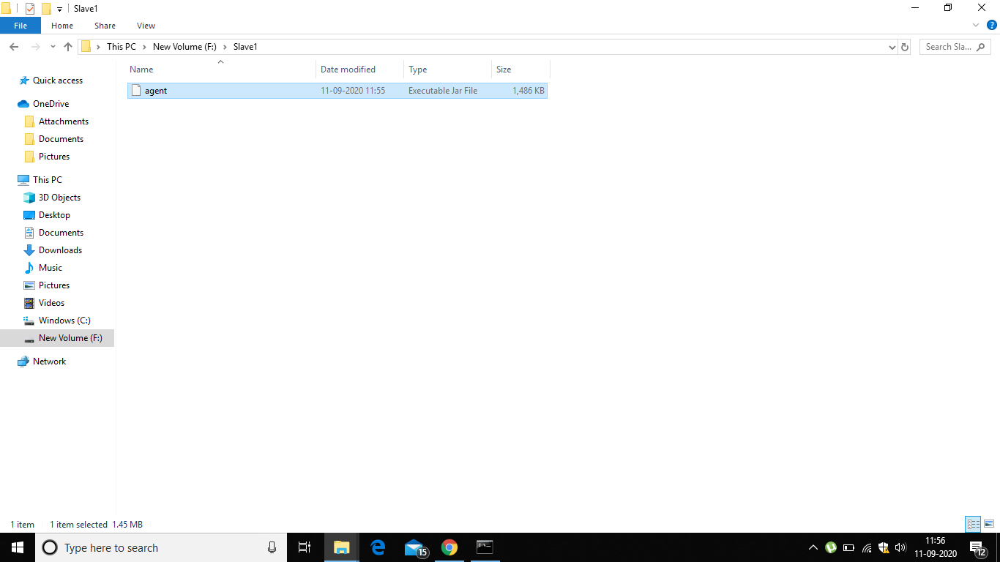 Slave1
File Home Share View
This PC New Volume (F:) Slave1
Search Sla...
Name Date modified Type Size
agent 11-09-2020 11:55 Executable Jar File 1,486 KB
Quick access
OneDrive
Attachments
Documents
Pictures
This PC
3D Objects
Desktop
Documents
Downloads
Music
Pictures
Videos
Windows (C:)
New Volume (F:)
Network
1 item 1 item selected 1.45 MB
Type here to search
15
11:56
11-09-2020
12